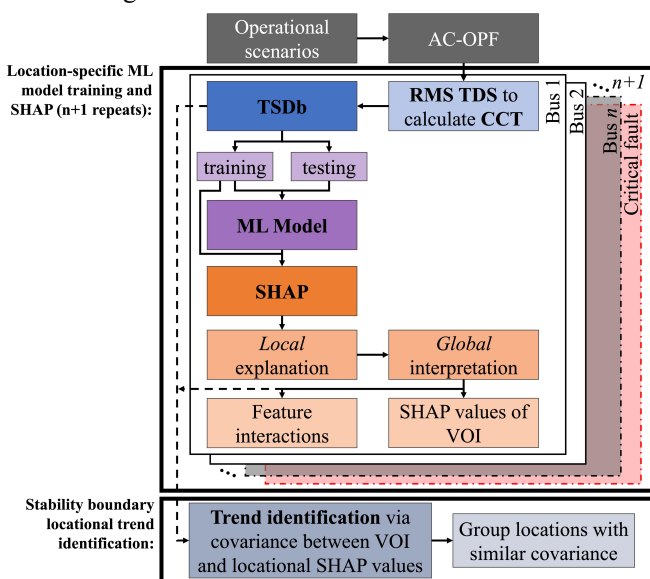 Operational
scenarios
AC-OPF
Location-specific ML
model training and
SHAP (n+1 repeats):
TSDb
RMS TDS to
calculate CCT
Bus 1
Bus 2
Bus n
n+1
Critical fault
training
testing
ML Model
SHAP
Local
explanation
Global
interpretation
Feature
interactions
SHAP values of
VOI
Stability boundary
locational trend
identification:
Trend identification via
covariance between VOI
and locational SHAP values
Group locations with
similar covariance